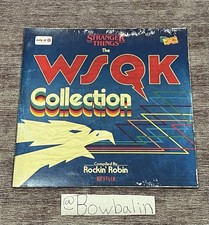 STRANGER
THINGS
The
WSQK
Collection
Compiled By
Rockin' Robin
NETFLIX
@Bowbalin